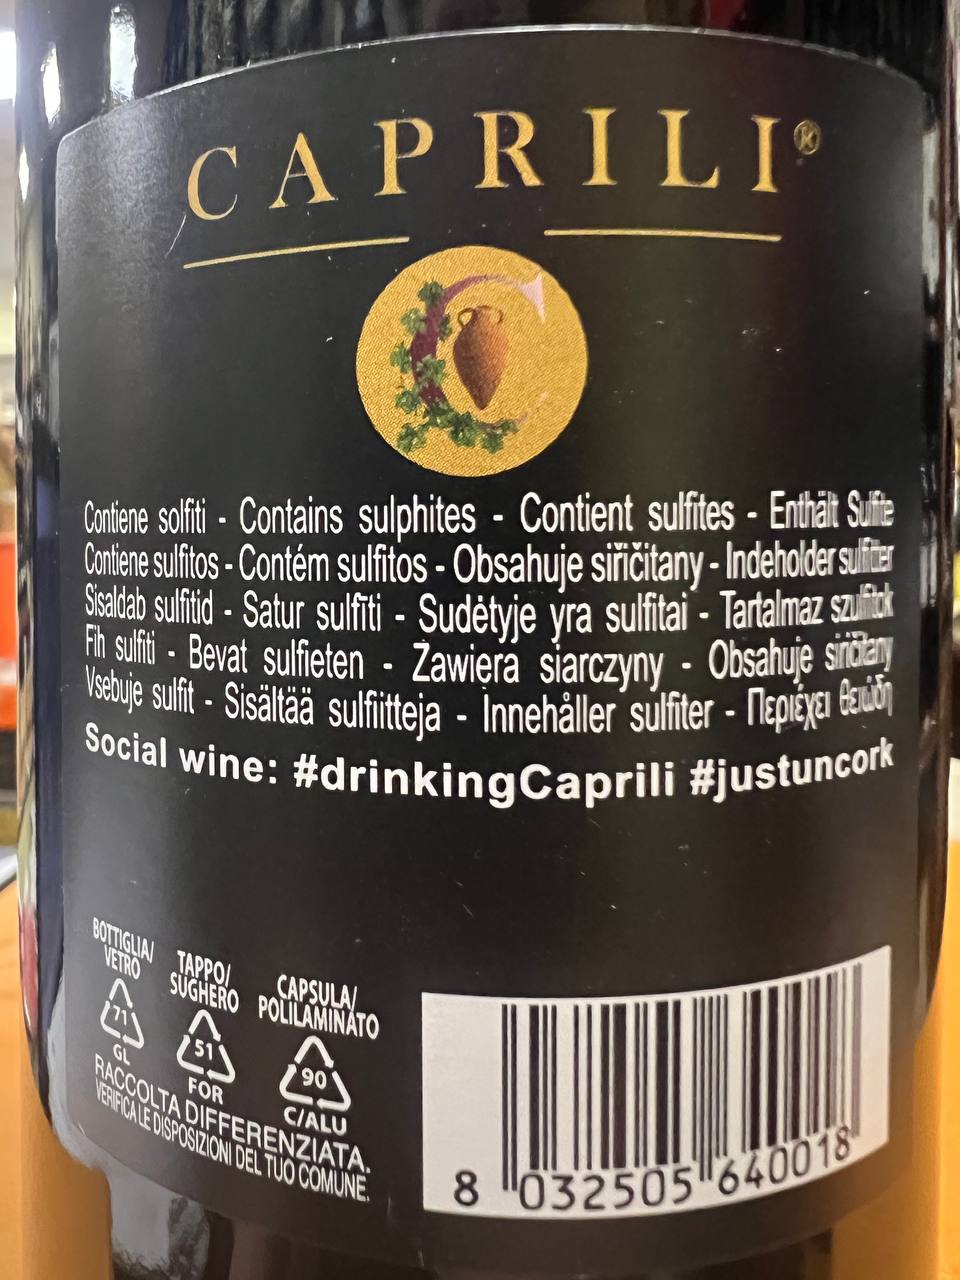 CAPRILI®
Contiene solfiti - Contains sulphites - Contient sulfites - Enthält Sulfite
Contiene sulfitos - Contém sulfitos - Obsahuje siřičitany - Indeholder sulfitter
Sisaldab sulfitid - Satur sulfīti - Sudėtyje yra sulfitai - Tartalmaz szulfitok
Fih sulfiti - Bevat sulfieten - Zawiera siarczyny - Obsahuje siričitany
Vsebuje sulfit - Sisältää sulfiitteja - Innehåller sulfiter - Περιέχει θειώδη
Social wine: #drinkingCaprili #justuncork
BOTTIGLIA/
VETRO
71
GL
TAPPO/
SUGHERO
51
FOR
CAPSULA/
POLILAMINATO
90
C/ALU
RACCOLTA DIFFERENZIATA.
VERIFICA LE DISPOSIZIONI DEL TUO COMUNE.
8 032505 640018